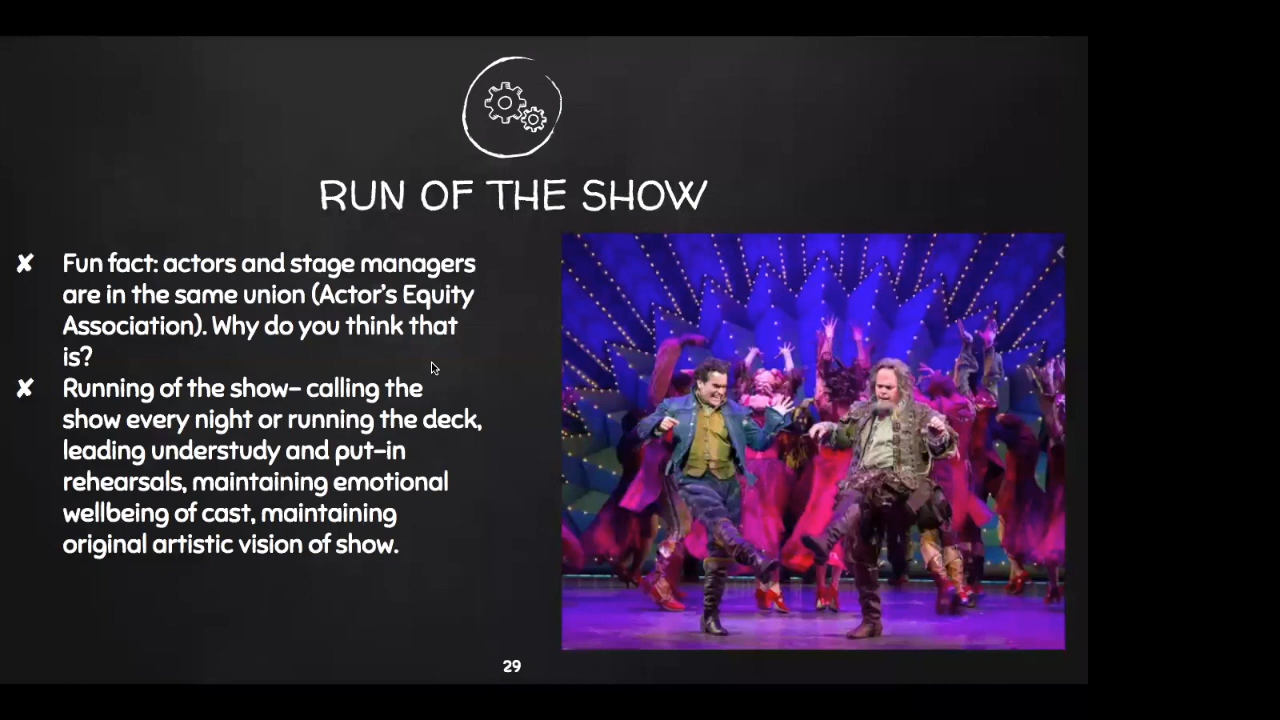 RUN OF THE SHOW
✘ Fun fact: actors and stage managers
are in the same union (Actor's Equity
Association). Why do you think that
is?
✘ Running of the show- calling the
show every night or running the deck,
leading understudy and put-in
rehearsals, maintaining emotional
wellbeing of cast, maintaining
original artistic vision of show.
29